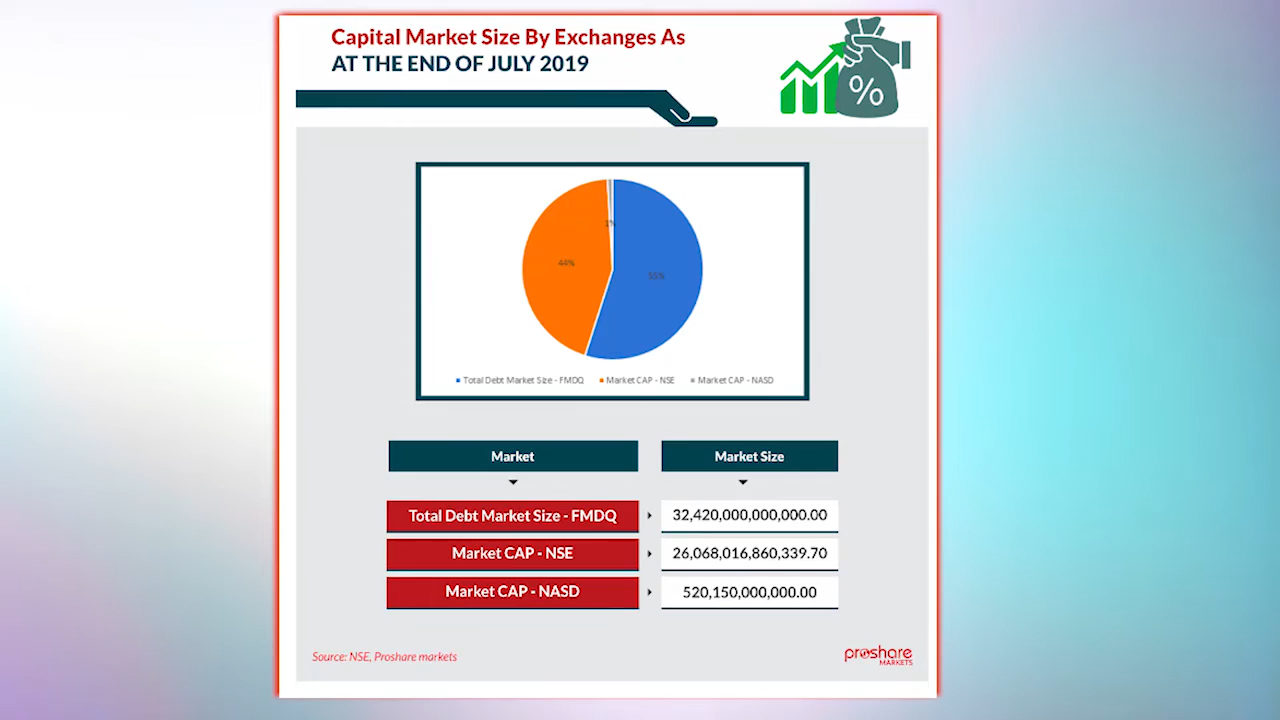 Capital Market Size By Exchanges As
AT THE END OF JULY 2019
%
1%
44%
55%
Total Debt Market Size - FMDQ
Market CAP - NSE
Market CAP - NASD
Market
Market Size
Total Debt Market Size - FMDQ
32,420,000,000,000.00
Market CAP - NSE
26,068,016,860,339.70
Market CAP - NASD
520,150,000,000.00
Source: NSE, Proshare markets
proshare
MARKETS